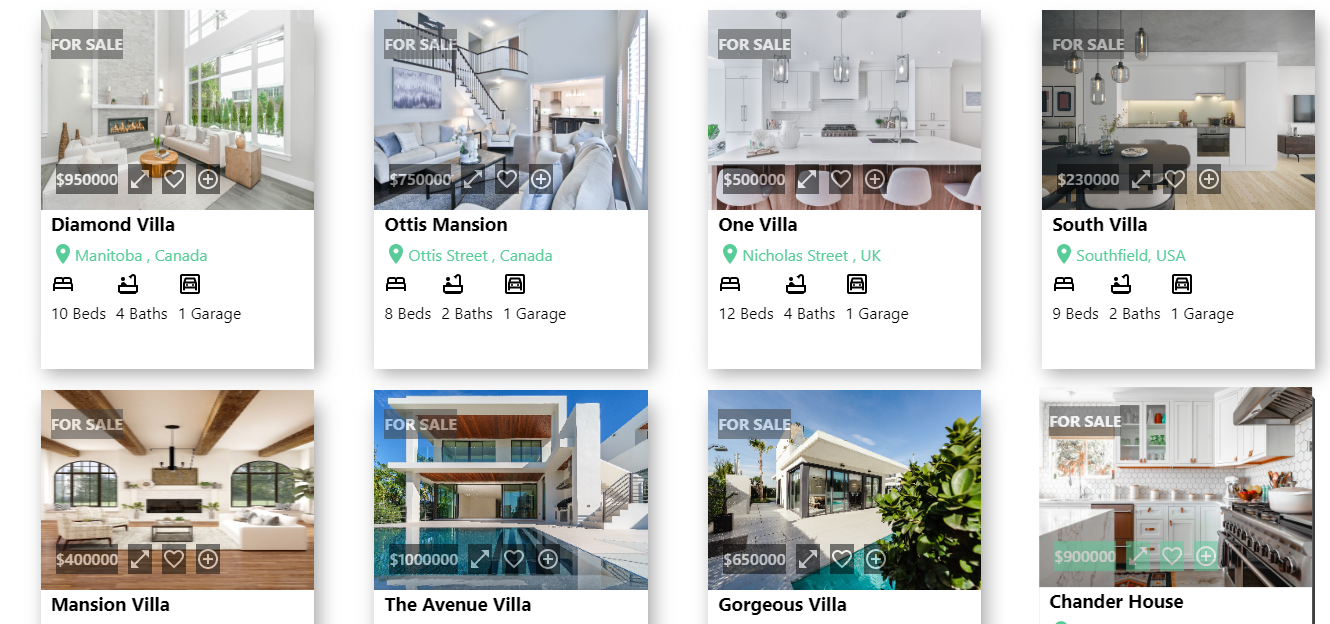 FOR SALE
$950000
Diamond Villa
Manitoba , Canada
10 Beds 4 Baths 1 Garage
FOR SALE
$750000
Ottis Mansion
Ottis Street , Canada
8 Beds 2 Baths 1 Garage
FOR SALE
$500000
One Villa
Nicholas Street , UK
12 Beds 4 Baths 1 Garage
FOR SALE
$230000
South Villa
Southfield, USA
9 Beds 2 Baths 1 Garage
FOR SALE
$400000
Mansion Villa
FOR SALE
$1000000
The Avenue Villa
FOR SALE
$650000
Gorgeous Villa
FOR SALE
$900000
Chander House